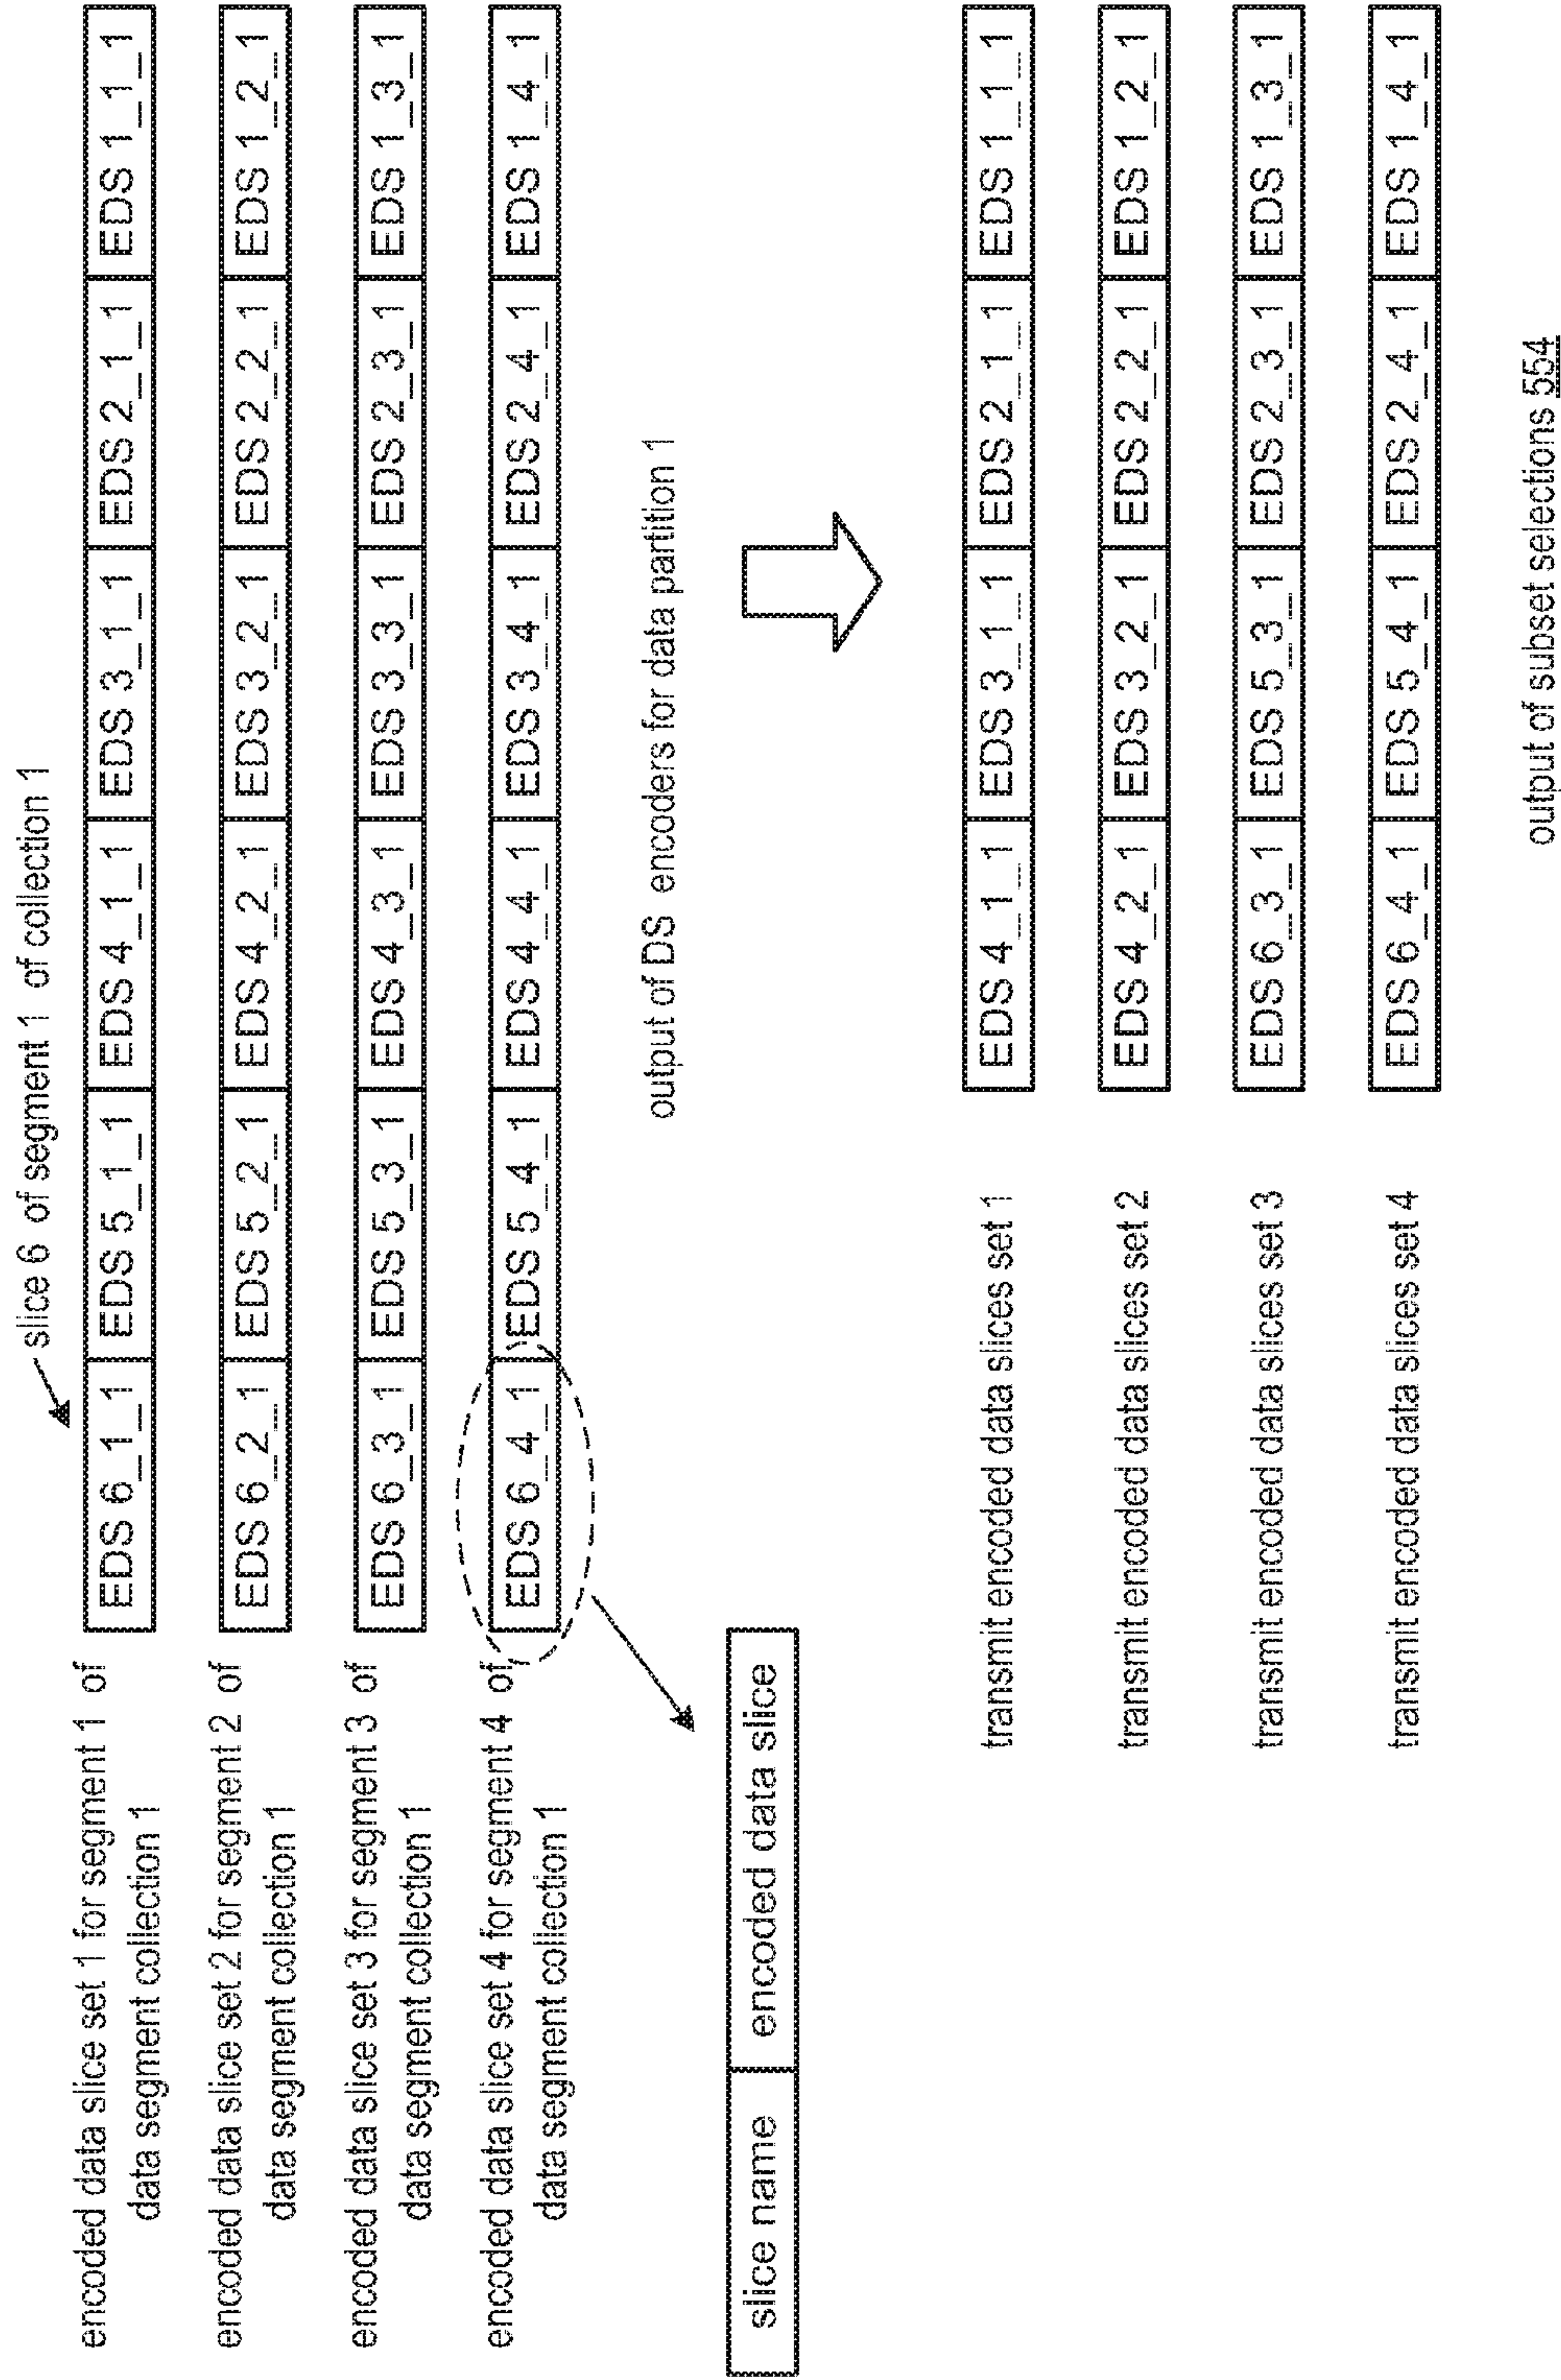 slice 6 of segment 1 of collection 1
encoded data slice set 1 for segment 1 of
data segment collection 1
EDS 6_1_1 EDS 5_1_1 EDS 4_1_1 EDS 3_1_1 EDS 2_1_1 EDS 1_1_1
encoded data slice set 2 for segment 2 of
data segment collection 1
EDS 6_2_1 EDS 5_2_1 EDS 4_2_1 EDS 3_2_1 EDS 2_2_1 EDS 1_2_1
encoded data slice set 3 for segment 3 of
data segment collection 1
EDS 6_3_1 EDS 5_3_1 EDS 4_3_1 EDS 3_3_1 EDS 2_3_1 EDS 1_3_1
encoded data slice set 4 for segment 4 of
data segment collection 1
EDS 6_4_1 EDS 5_4_1 EDS 4_4_1 EDS 3_4_1 EDS 2_4_1 EDS 1_4_1
output of DS encoders for data partition 1
slice name encoded data slice
transmit encoded data slices set 1 EDS 4_1_1 EDS 3_1_1 EDS 2_1_1 EDS 1_1_1
transmit encoded data slices set 2 EDS 4_2_1 EDS 3_2_1 EDS 2_2_1 EDS 1_2_1
transmit encoded data slices set 3 EDS 6_3_1 EDS 5_3_1 EDS 2_3_1 EDS 1_3_1
transmit encoded data slices set 4 EDS 6_4_1 EDS 5_4_1 EDS 2_4_1 EDS 1_4_1
output of subset selections 554